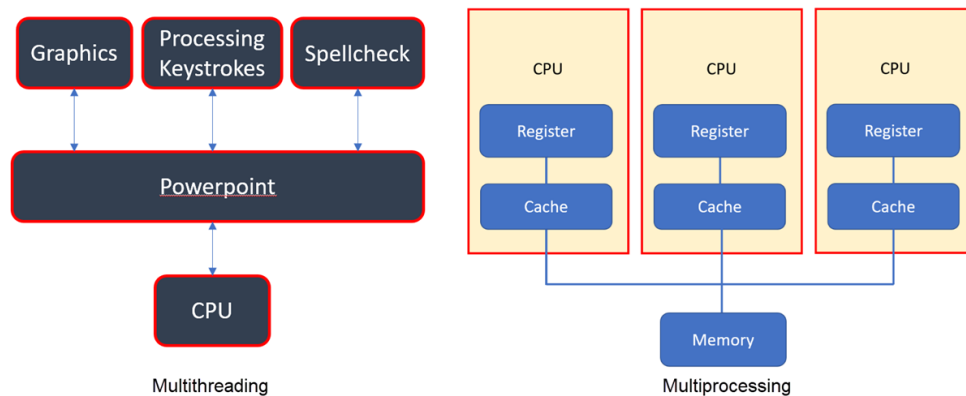 Graphics
Processing
Keystrokes
Spellcheck
Powerpoint
CPU
Multithreading
CPU
CPU
CPU
Register
Register
Register
Cache
Cache
Cache
Memory
Multiprocessing